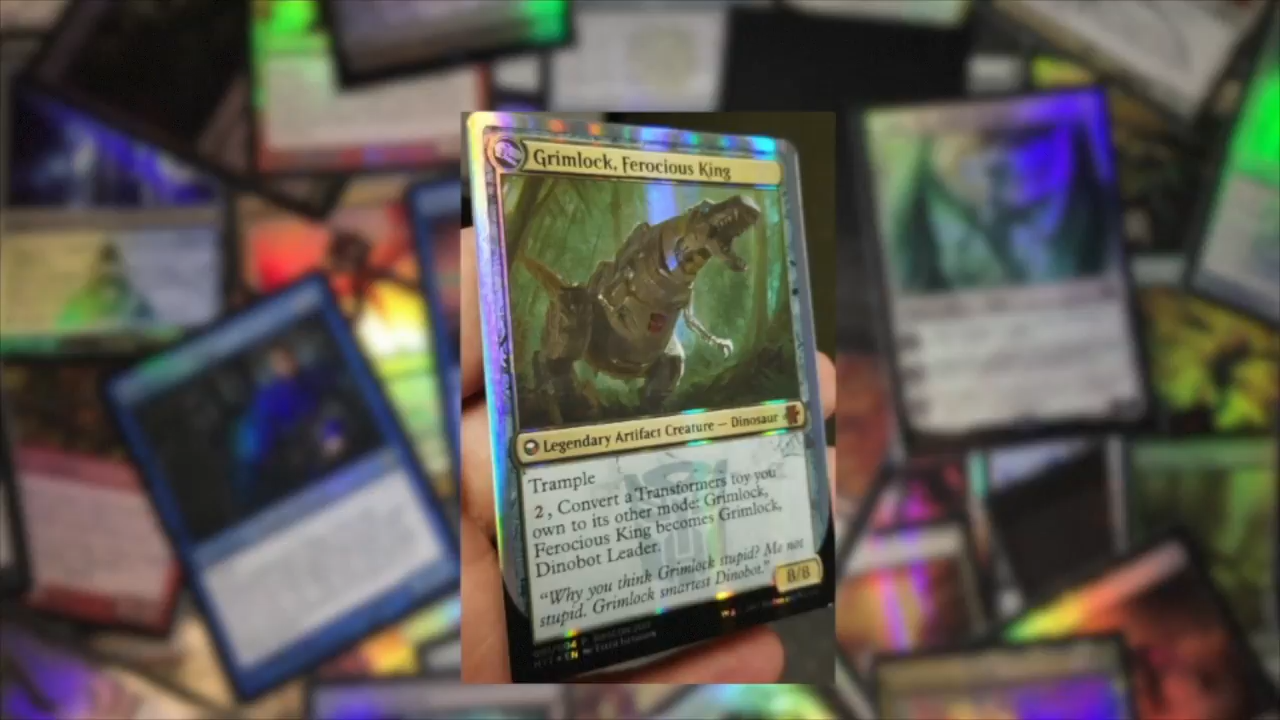 Grimlock, Ferocious King
Legendary Artifact Creature — Dinosaur
Trample
2, Convert a Transformers toy you
own to its other mode: Grimlock,
Ferocious King becomes Grimlock,
Dinobot Leader.
"Why you think Grimlock stupid? Me not
stupid. Grimlock smartest Dinobot."
8/8